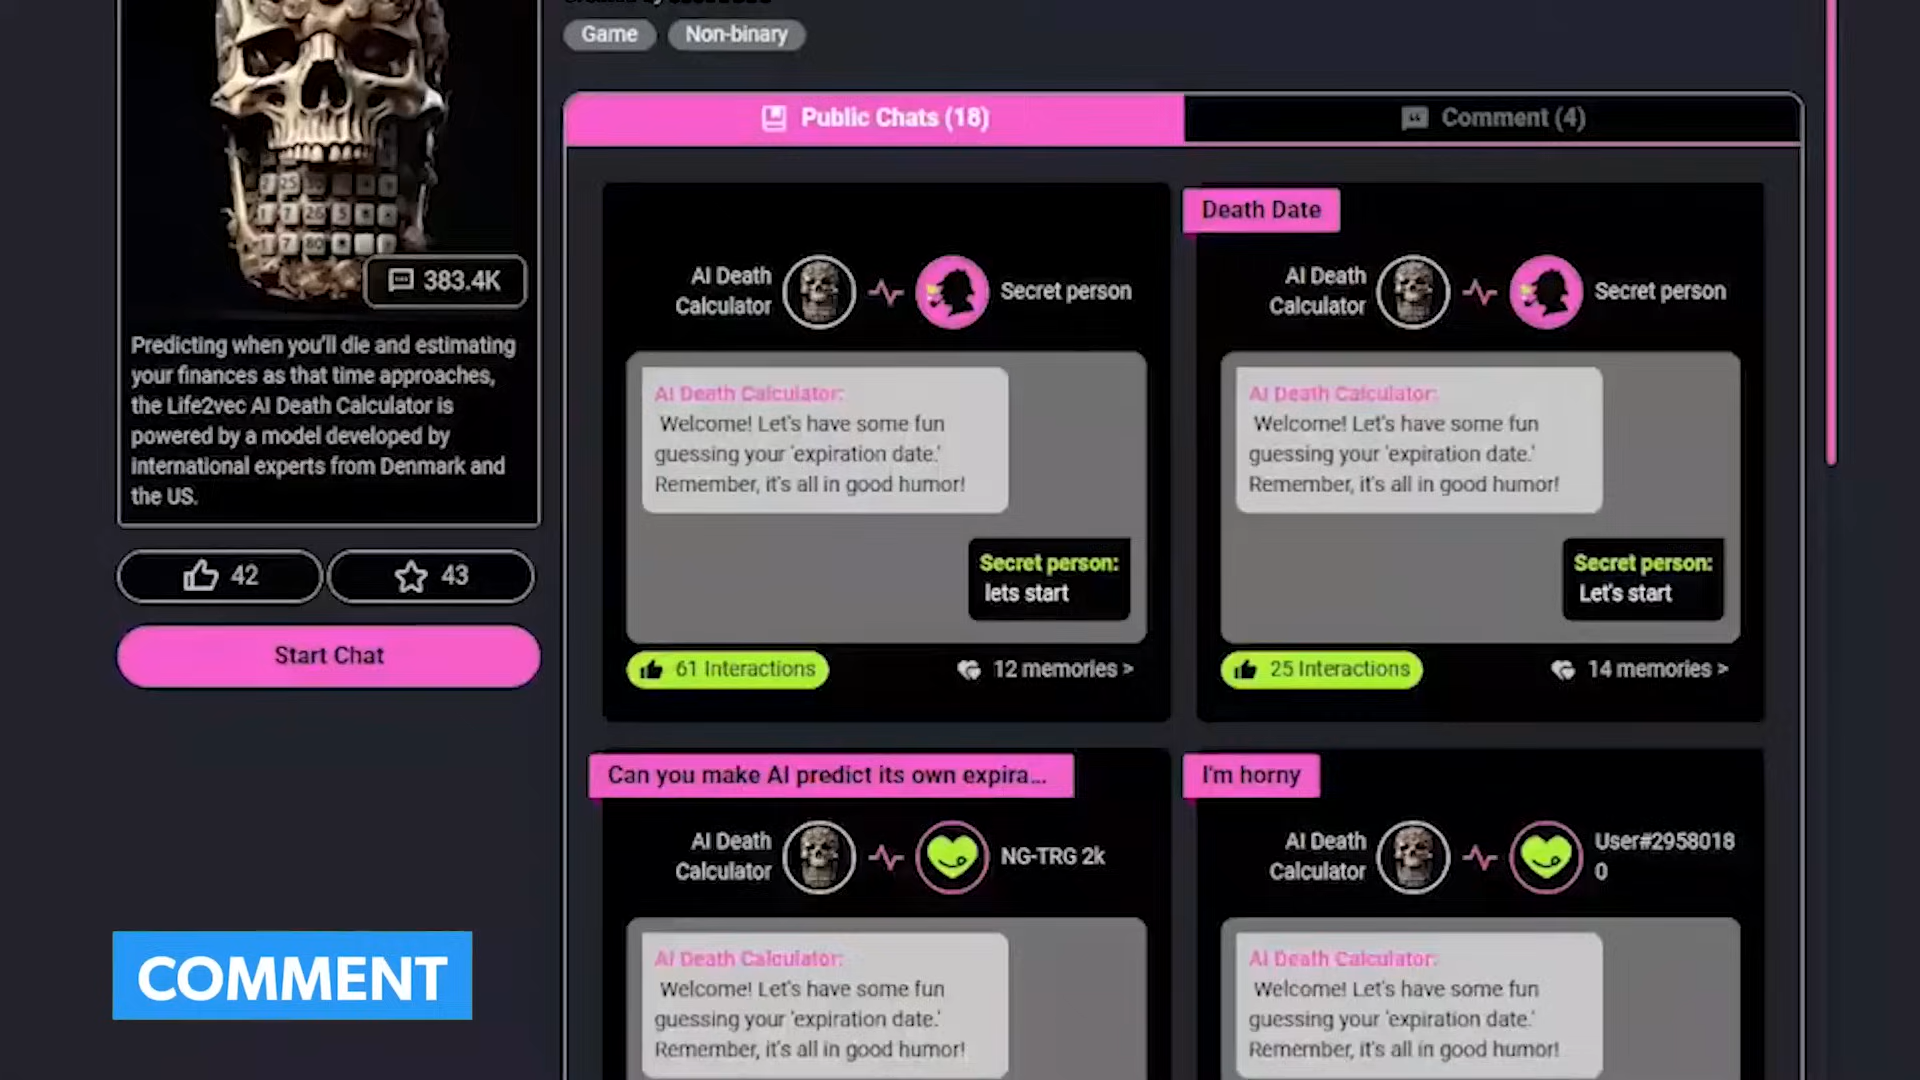 Game
Non-binary
Public Chats (18)
Comment (4)
383.4K
Predicting when you'll die and estimating
your finances as that time approaches,
the Life2vec AI Death Calculator is
powered by a model developed by
international experts from Denmark and
the US.
42
43
Start Chat
AI Death
Calculator
Secret person
AI Death Calculator:
Welcome! Let's have some fun
guessing your 'expiration date.'
Remember, it's all in good humor!
Secret person:
lets start
61 Interactions
12 memories >
Death Date
AI Death
Calculator
Secret person
AI Death Calculator:
Welcome! Let's have some fun
guessing your 'expiration date.'
Remember, it's all in good humor!
Secret person:
Let's start
25 Interactions
14 memories >
Can you make AI predict its own expira...
AI Death
Calculator
NG-TRG 2k
AI Death Calculator:
Welcome! Let's have some fun
guessing your 'expiration date.'
Remember, it's all in good humor!
I'm horny
AI Death
Calculator
User#2958018
0
AI Death Calculator:
Welcome! Let's have some fun
guessing your 'expiration date.'
Remember, it's all in good humor!
COMMENT